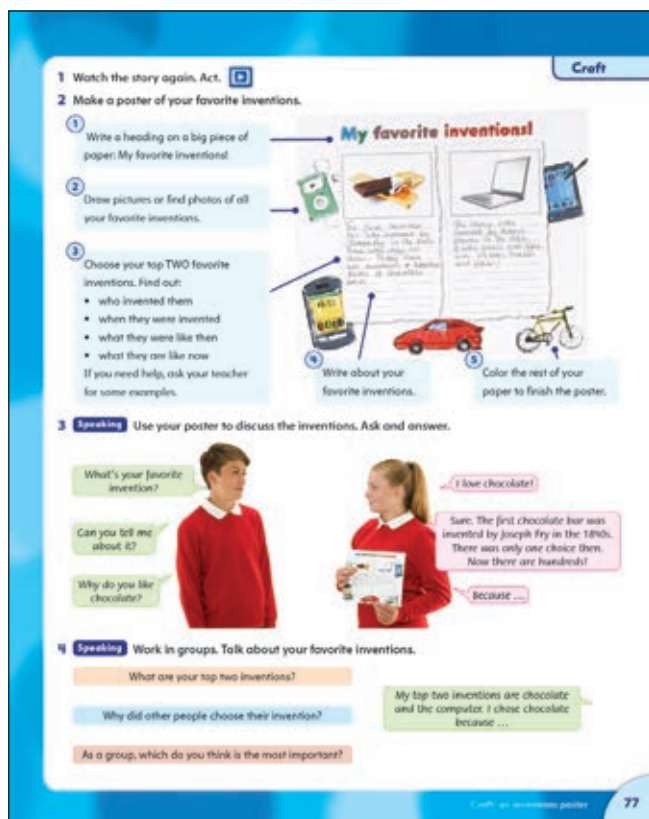 Craft
1 Watch the story again. Act.
2 Make a poster of your favorite inventions.
1
Write a heading on a big piece of
paper: My favorite inventions!
2
Draw pictures or find photos of all
your favorite inventions.
3
Choose your top TWO favorite
inventions. Find out:
• who invented them
• when they were invented
• what they were like then
• what they are like now
If you need help, ask your teacher
for some examples.
My favorite inventions!
4
Write about your
favorite inventions.
5
Color the rest of your
paper to finish the poster.
3 Speaking Use your poster to discuss the inventions. Ask and answer.
What's your favorite
invention?
I love chocolate!
Can you tell me
about it?
Sure. The first chocolate bar was
invented by Joseph Fry in the 1840s.
There was only one choice then.
Now there are hundreds!
Why do you like
chocolate?
Because ...
4 Speaking Work in groups. Talk about your favorite inventions.
What are your top two inventions?
Why did other people choose their invention?
As a group, which do you think is the most important?
My top two inventions are chocolate
and the computer. I chose chocolate
because ...
Craft: an inventions poster 77